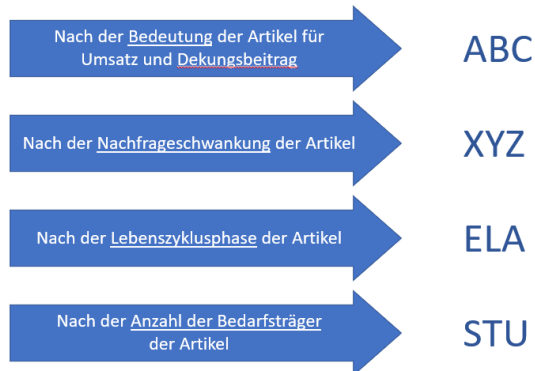 Nach der Bedeutung der Artikel für
Umsatz und Dekungsbeitrag
ABC
Nach der Nachfrageschwankung der Artikel
XYZ
Nach der Lebenszyklusphase der Artikel
ELA
Nach der Anzahl der Bedarfsträger
der Artikel
STU